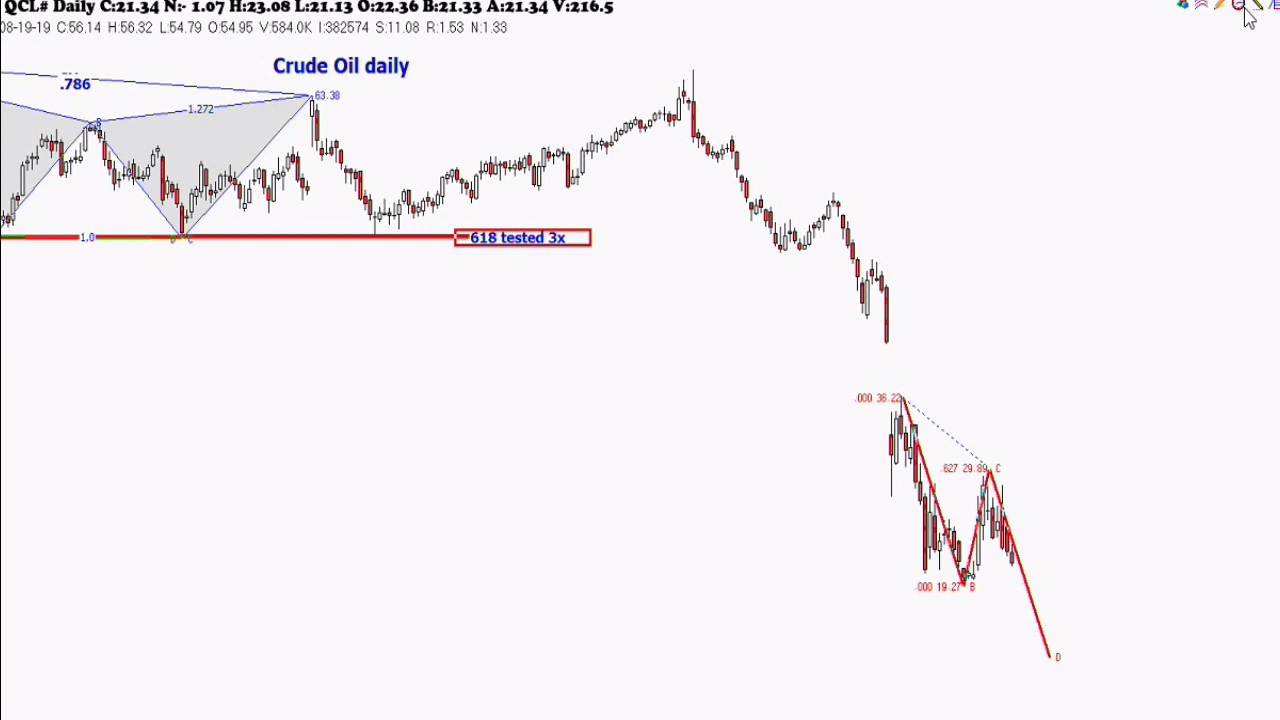 QCL# Daily C:21.34 N:- 1.07 H:23.08 L:21.13 O:22.36 B:21.33 A:21.34 V:216.5
08-19-19 C:56.14 H:56.32 L:54.79 O:54.95 V:584.0K I:382574 S:11.08 R:1.53 N:1.33
Crude Oil daily
.786
63.38
1.272
B
1.0
618 tested 3x
.000 36.22
.627 29.89 C
.000 19.27 B
D